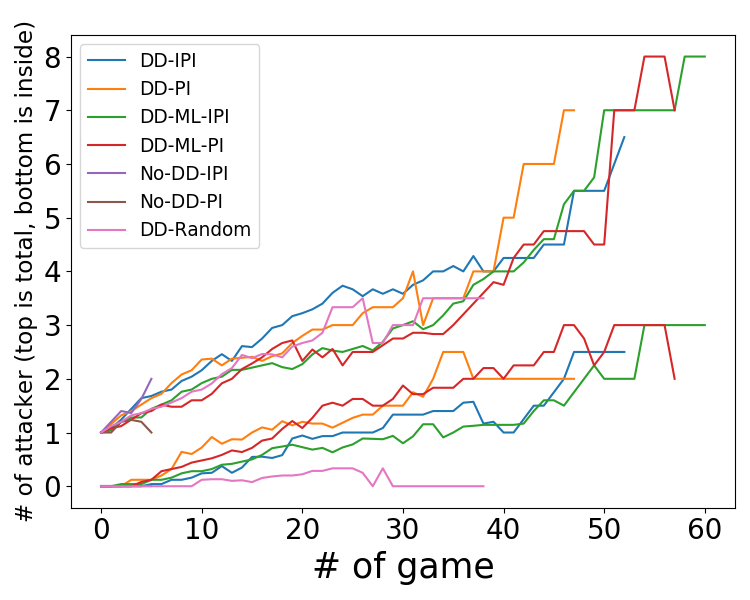 # of attacker (top is total, bottom is inside)
8
7
6
5
4
3
2
1
0
DD-IPI
DD-PI
DD-ML-IPI
DD-ML-PI
No-DD-IPI
No-DD-PI
DD-Random
0 10 20 30 40 50 60
# of game